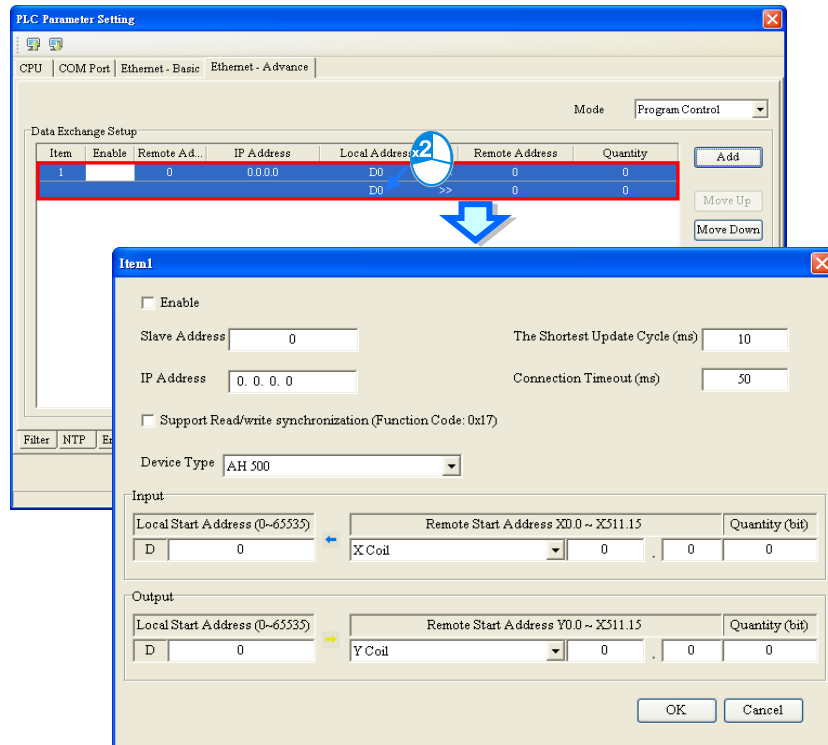 PLC Parameter Setting
CPU COM Port Ethernet - Basic Ethernet - Advance
Mode Program Control
Data Exchange Setup
Item Enable Remote Ad... IP Address Local Address Remote Address Quantity
1 0 0.0.0.0 D0 0 0
D0 >> 0 0
x2
Add
Move Up
Move Down
Filter NTP
Item1
Enable
Slave Address 0 The Shortest Update Cycle (ms) 10
IP Address 0. 0. 0. 0 Connection Timeout (ms) 50
Support Read/write synchronization (Function Code: 0x17)
Device Type AH 500
Input
Local Start Address (0~65535) Remote Start Address X0.0 ~ X511.15 Quantity (bit)
D 0 X Coil 0 . 0 0
Output
Local Start Address (0~65535) Remote Start Address Y0.0 ~ X511.15 Quantity (bit)
D 0 Y Coil 0 . 0 0
OK Cancel